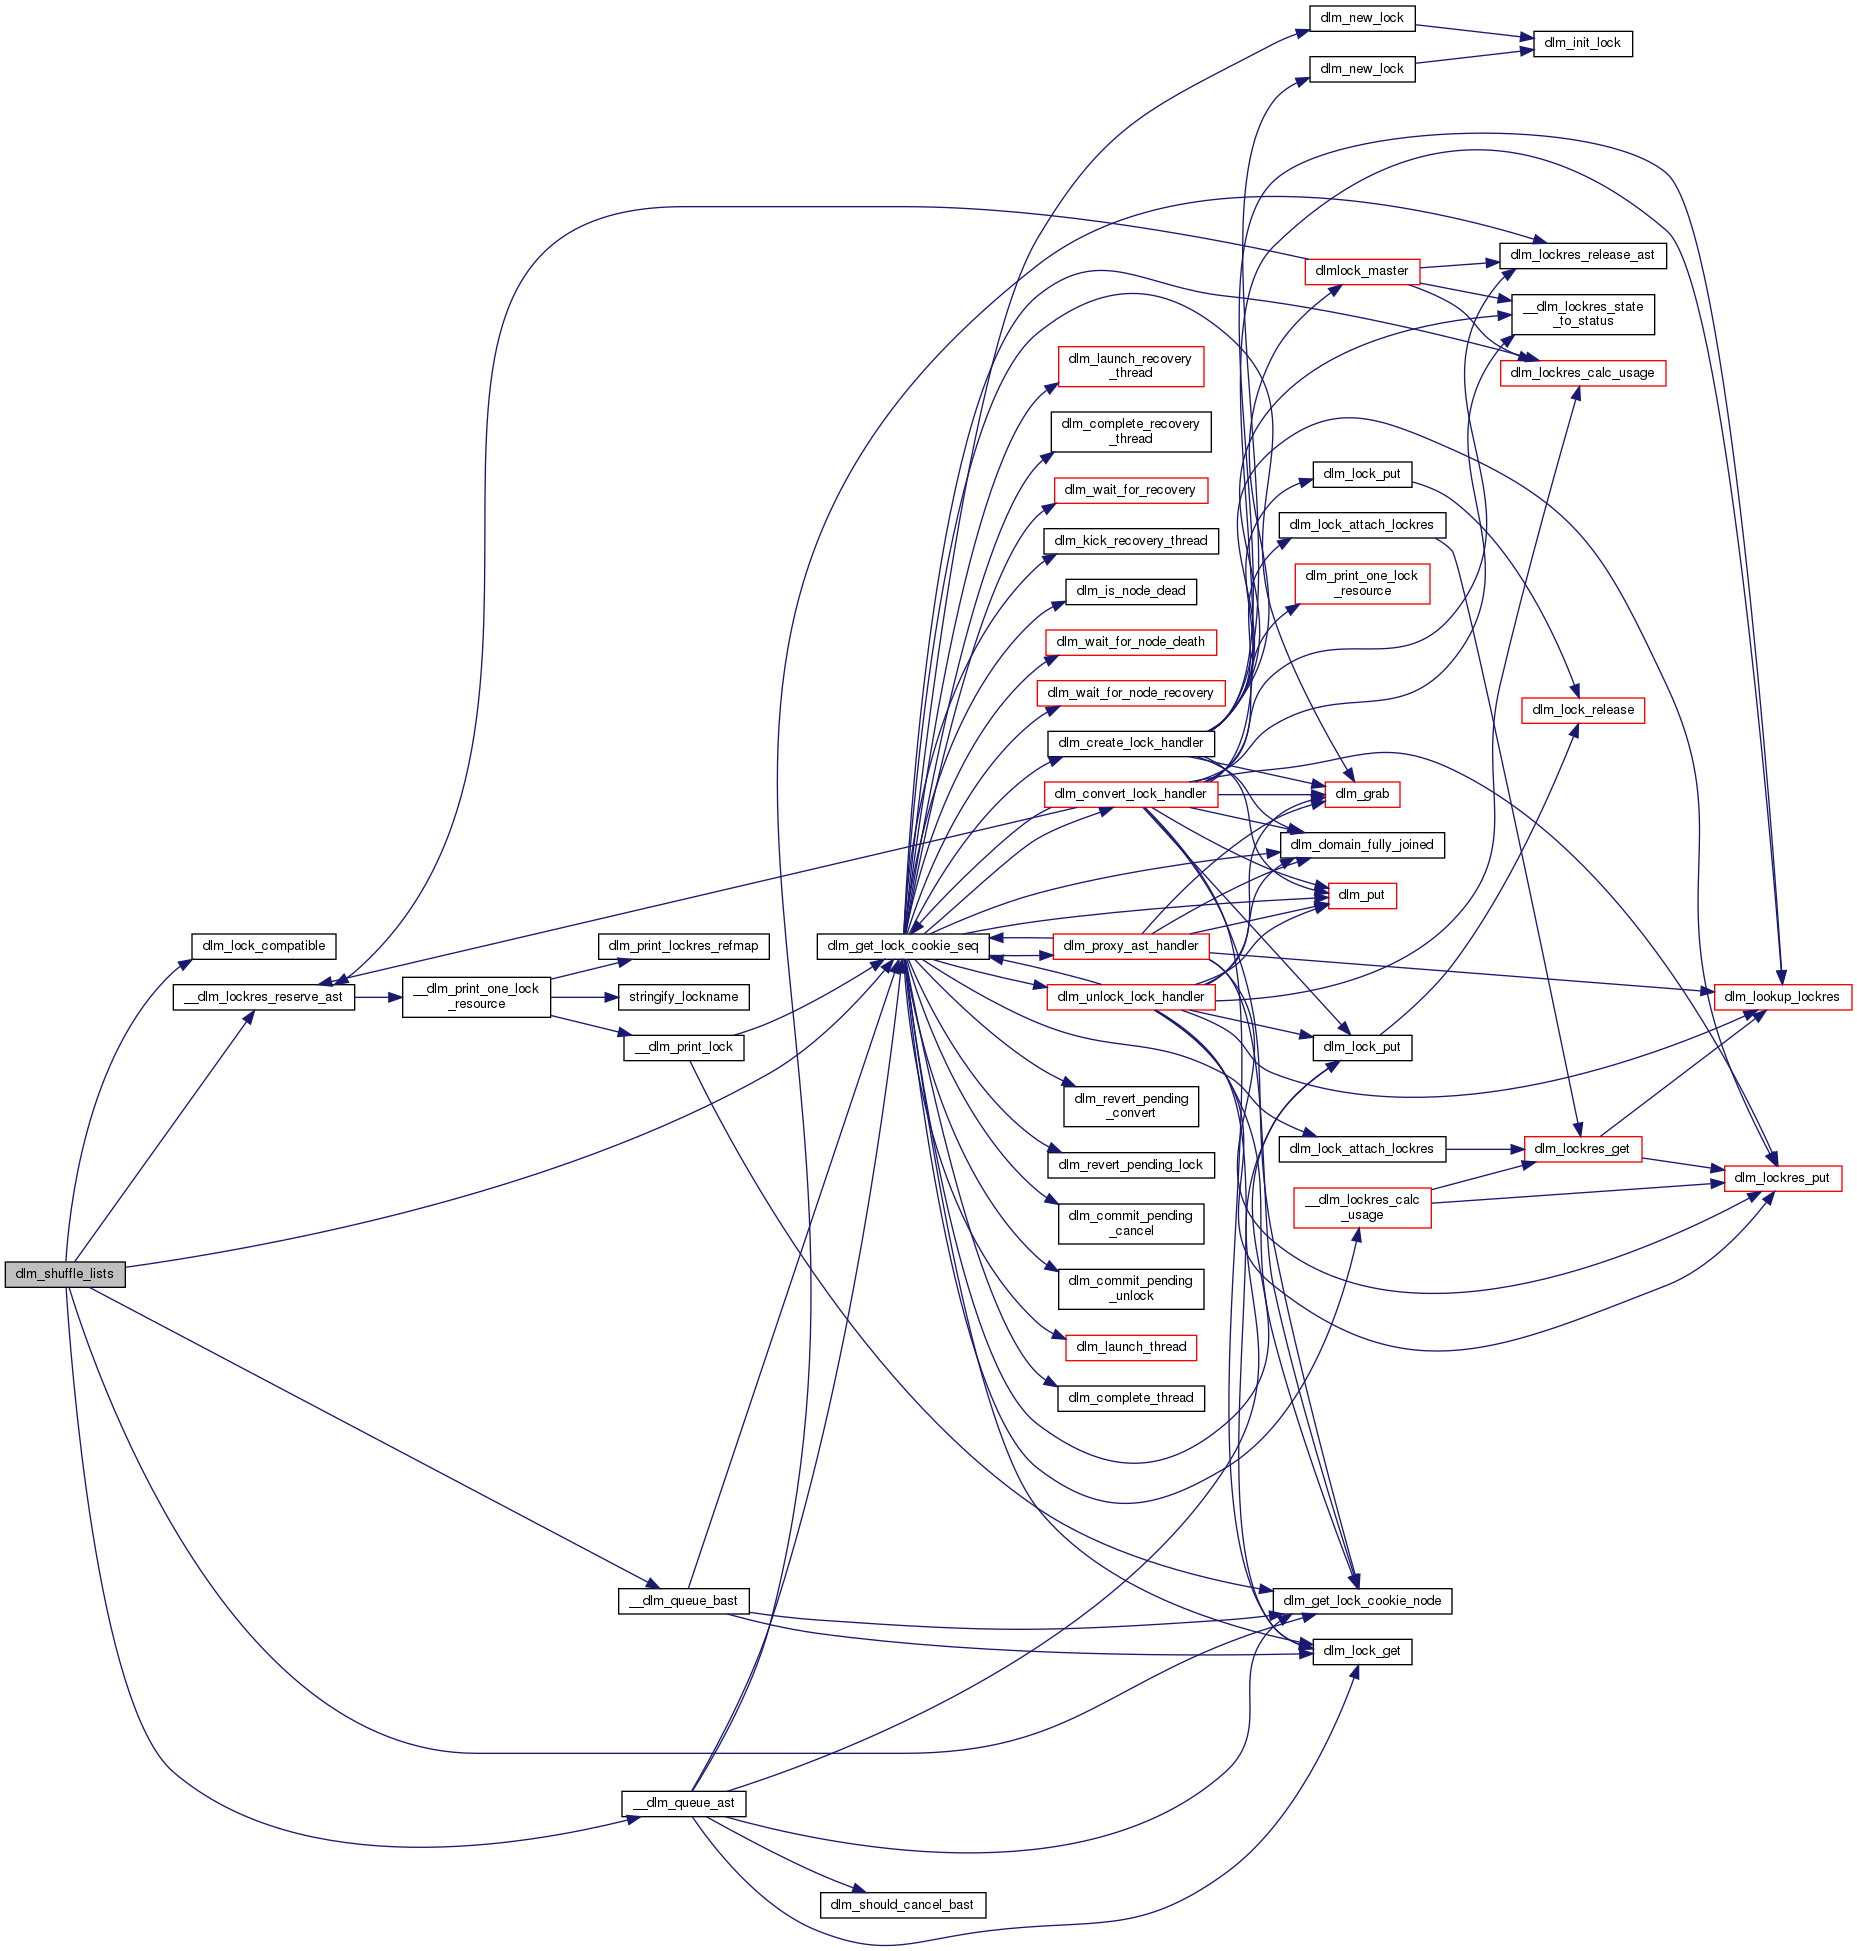 dlm_new_lock
dlm_init_lock
dlm_new_lock
dlm_lockres_release_ast
dlmlock_master
__dlm_lockres_state
_to_status
dlm_launch_recovery
_thread
dlm_lockres_calc_usage
dlm_complete_recovery
_thread
dlm_lock_put
dlm_wait_for_recovery
dlm_lock_attach_lockres
dlm_kick_recovery_thread
dlm_print_one_lock
_resource
dlm_is_node_dead
dlm_wait_for_node_death
dlm_wait_for_node_recovery
dlm_lock_release
dlm_create_lock_handler
dlm_convert_lock_handler
dlm_grab
dlm_domain_fully_joined
dlm_put
dlm_lock_compatible
dlm_print_lockres_refmap
dlm_get_lock_cookie_seq
dlm_proxy_ast_handler
__dlm_lockres_reserve_ast
__dlm_print_one_lock
_resource
stringify_lockname
dlm_unlock_lock_handler
dlm_lookup_lockres
__dlm_print_lock
dlm_lock_put
dlm_revert_pending
_convert
dlm_lock_attach_lockres
dlm_lockres_get
dlm_revert_pending_lock
dlm_lockres_put
__dlm_lockres_calc
_usage
dlm_commit_pending
_cancel
dlm_shuffle_lists
dlm_commit_pending
_unlock
dlm_launch_thread
dlm_complete_thread
__dlm_queue_bast
dlm_get_lock_cookie_node
dlm_lock_get
__dlm_queue_ast
dlm_should_cancel_bast